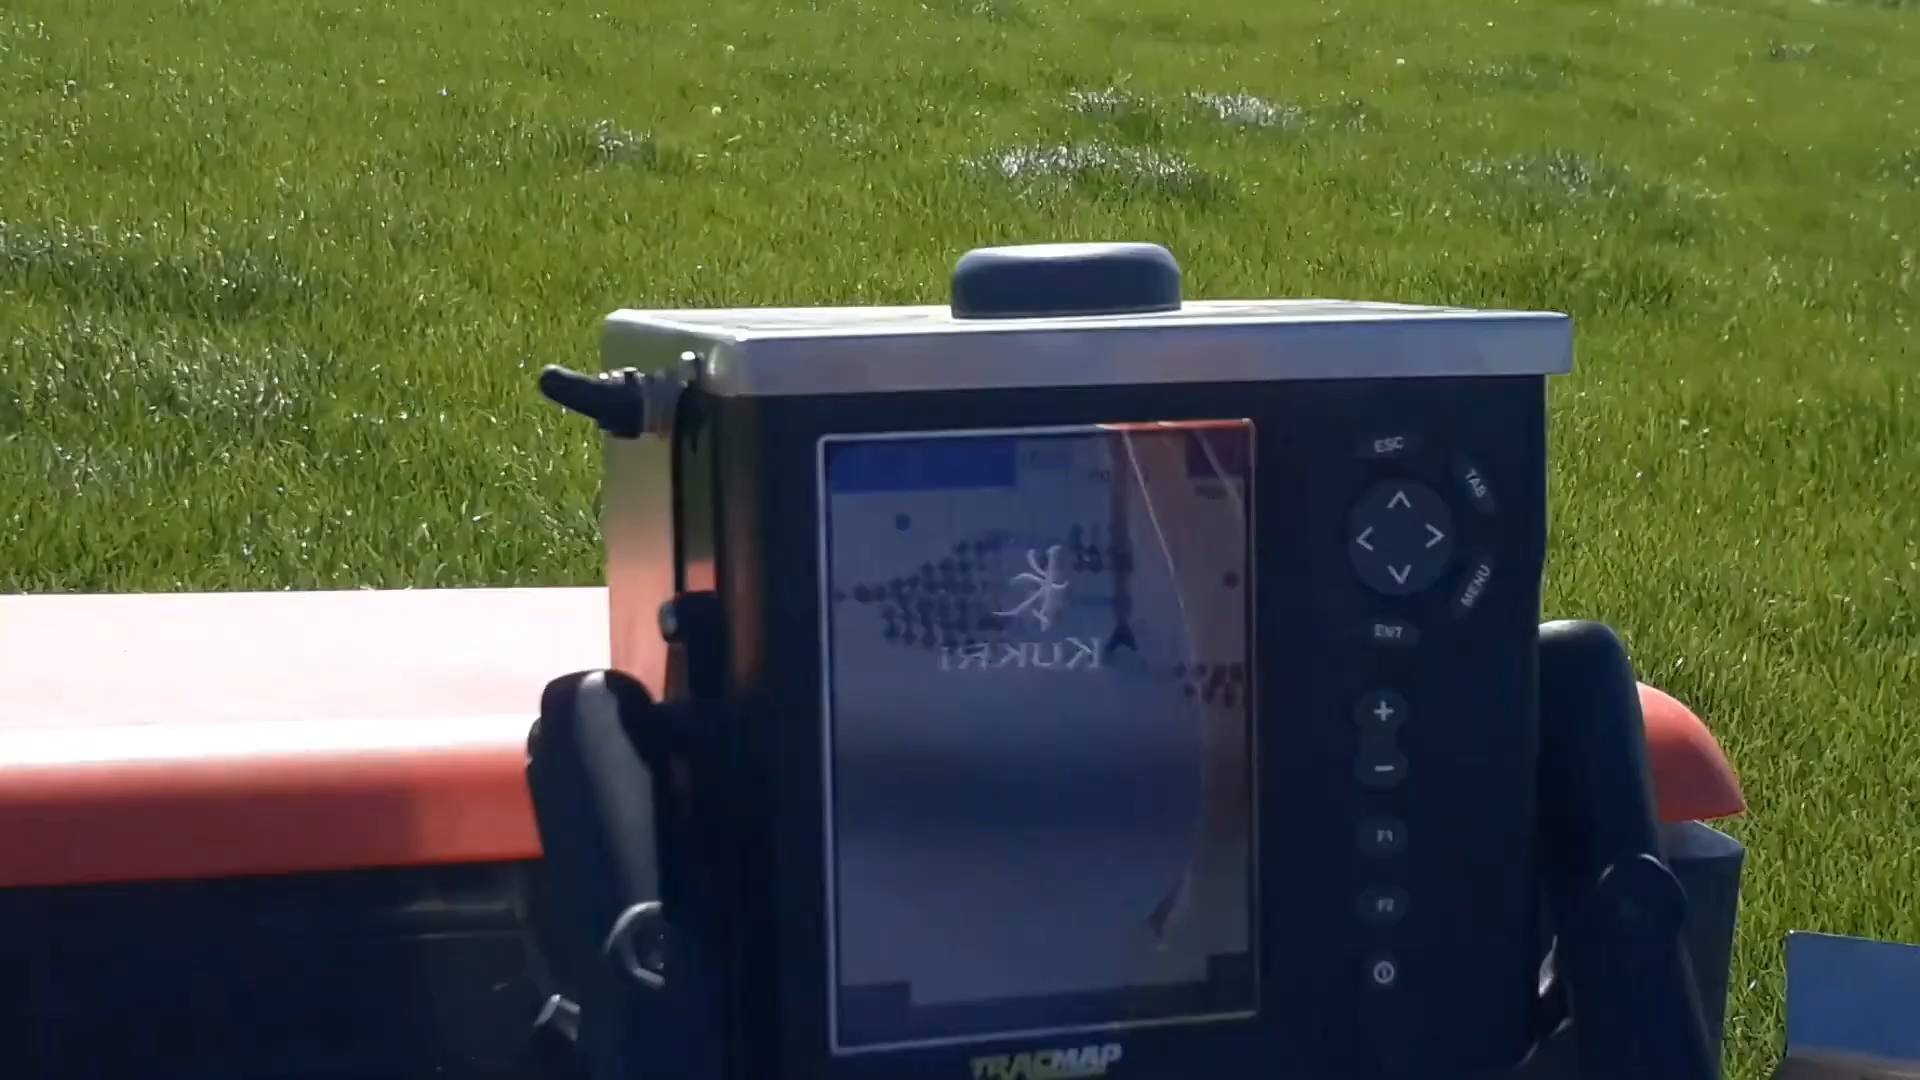 ESC
TAB
MENU
ENT
KUKRI
+
-
F1
F2
TRACMAP